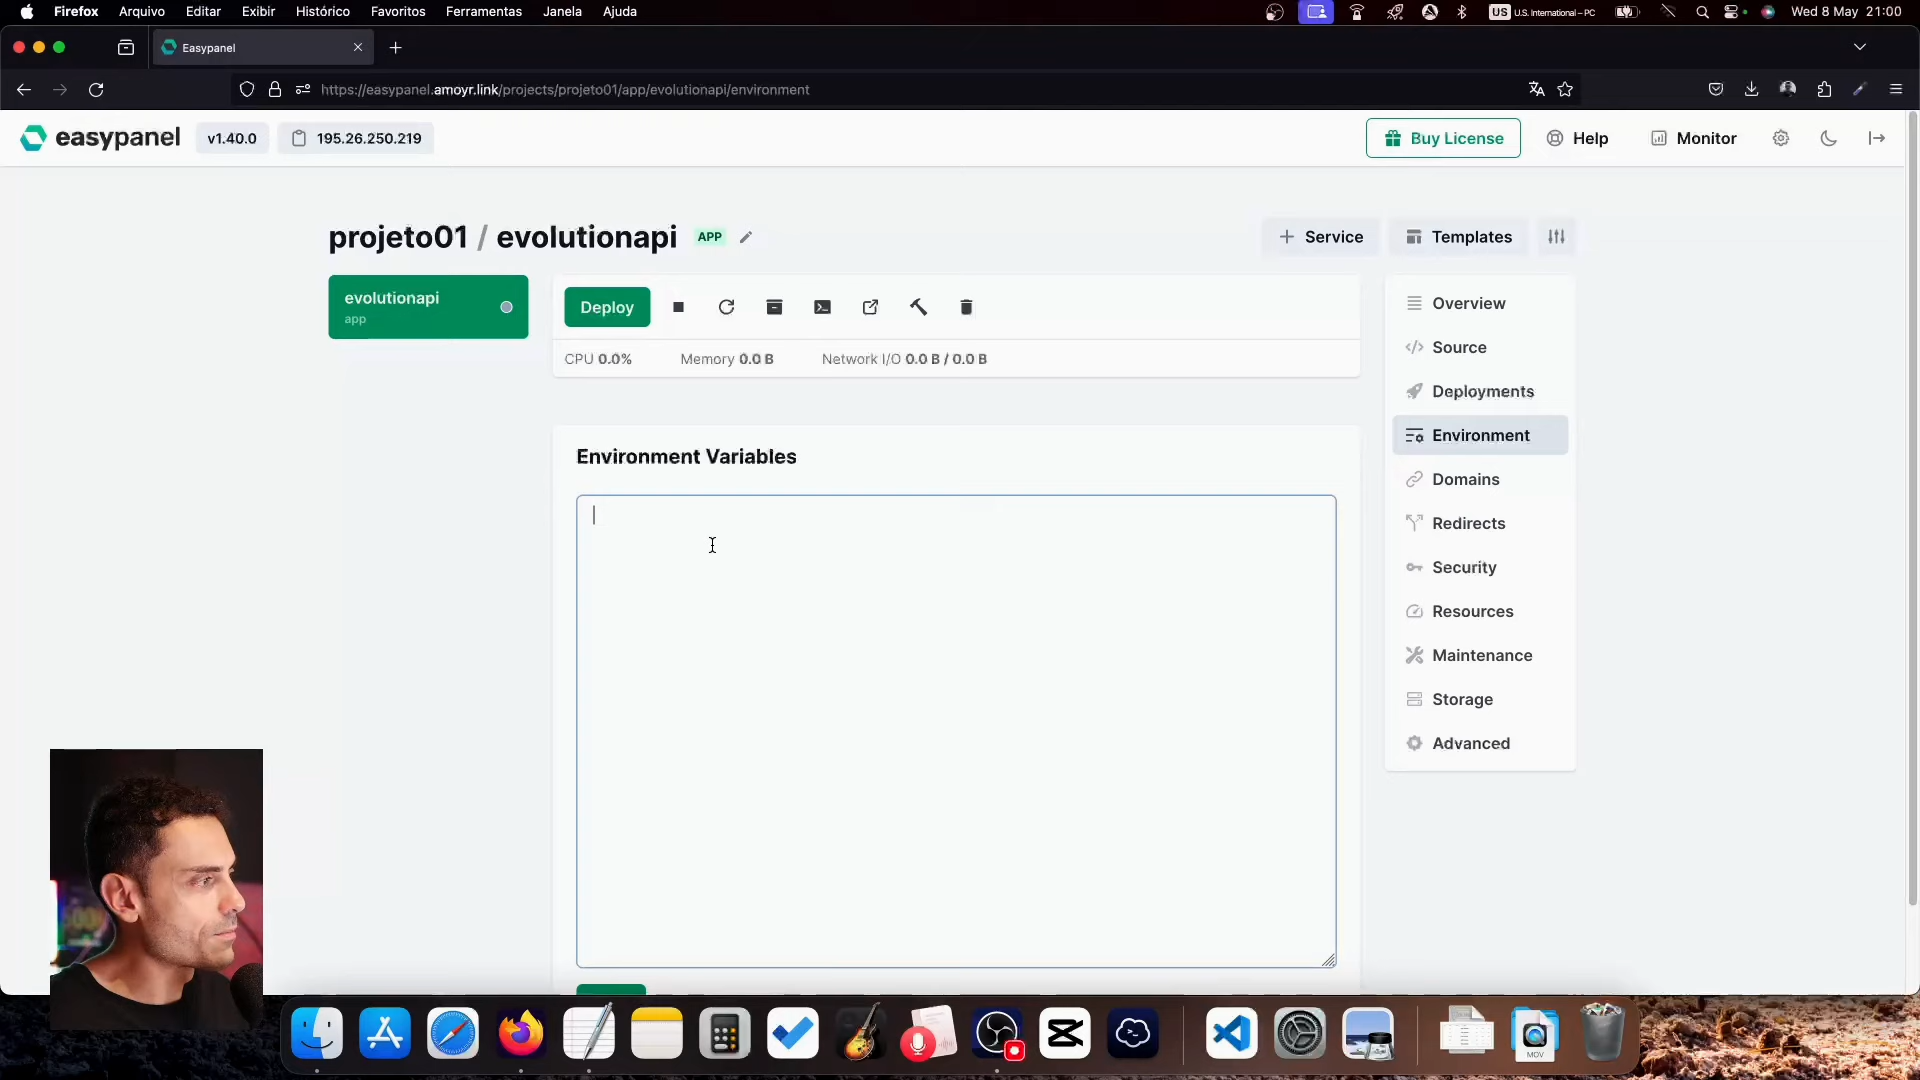 Firefox Arquivo Editar Exibir Histórico Favoritos Ferramentas Janela Ajuda US U.S. International – PC Wed 8 May 21:00
Easypanel
https://easypanel.amoyr.link/projects/projeto01/app/evolutionapi/environment
easypanel v1.40.0 195.26.250.219 Buy License Help Monitor
projeto01 / evolutionapi APP + Service Templates
evolutionapi
app
Deploy
CPU 0.0% Memory 0.0 B Network I/O 0.0 B / 0.0 B
Environment Variables
Overview
Source
Deployments
Environment
Domains
Redirects
Security
Resources
Maintenance
Storage
Advanced
MOV